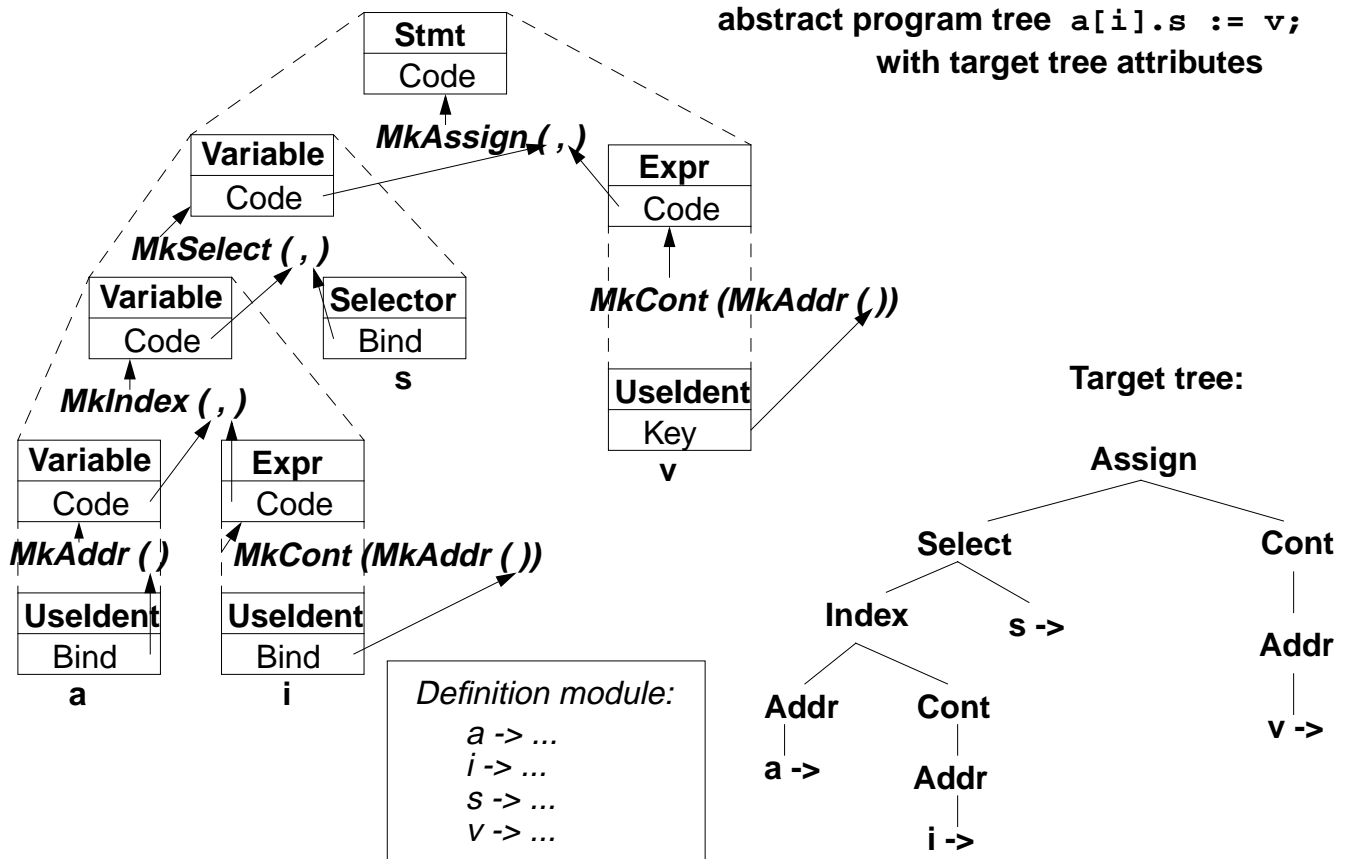 abstract program tree a[i].s := v;
with target tree attributes
Stmt
Code
MkAssign ( , )
Variable
Code
Expr
Code
MkSelect ( , )
Variable
Code
Selector
Bind
s
MkCont (MkAddr ( ))
UseIdent
Key
v
MkIndex ( , )
Variable
Code
Expr
Code
MkAddr ( )
MkCont (MkAddr ( ))
UseIdent
Bind
a
UseIdent
Bind
i
Definition module:
a -> ...
i -> ...
s -> ...
v -> ...
Target tree:
Assign
Select
Cont
Index
s ->
Addr
Addr
Cont
v ->
a ->
Addr
i ->